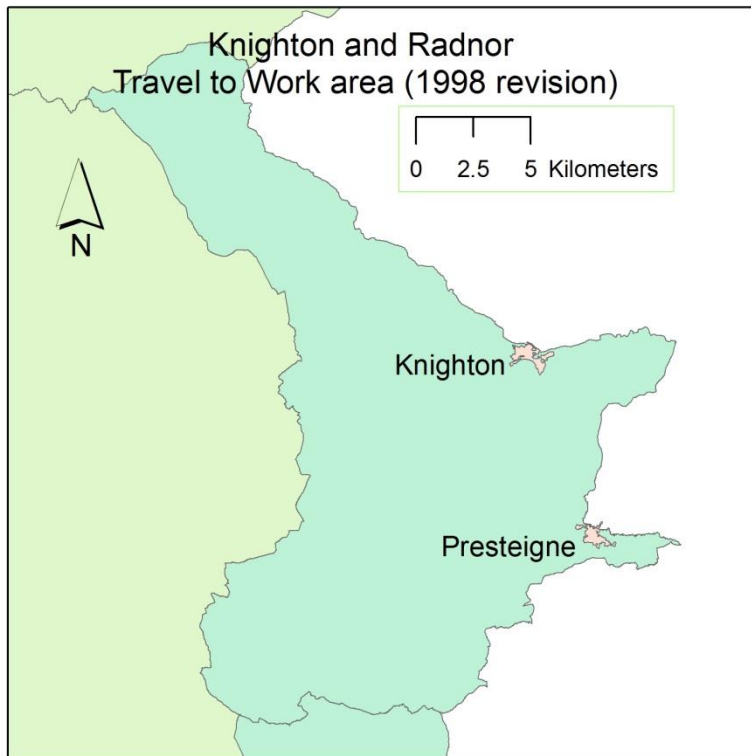 Knighton and Radnor
Travel to Work area (1998 revision)
0 2.5 5 Kilometers
N
Knighton
Presteigne